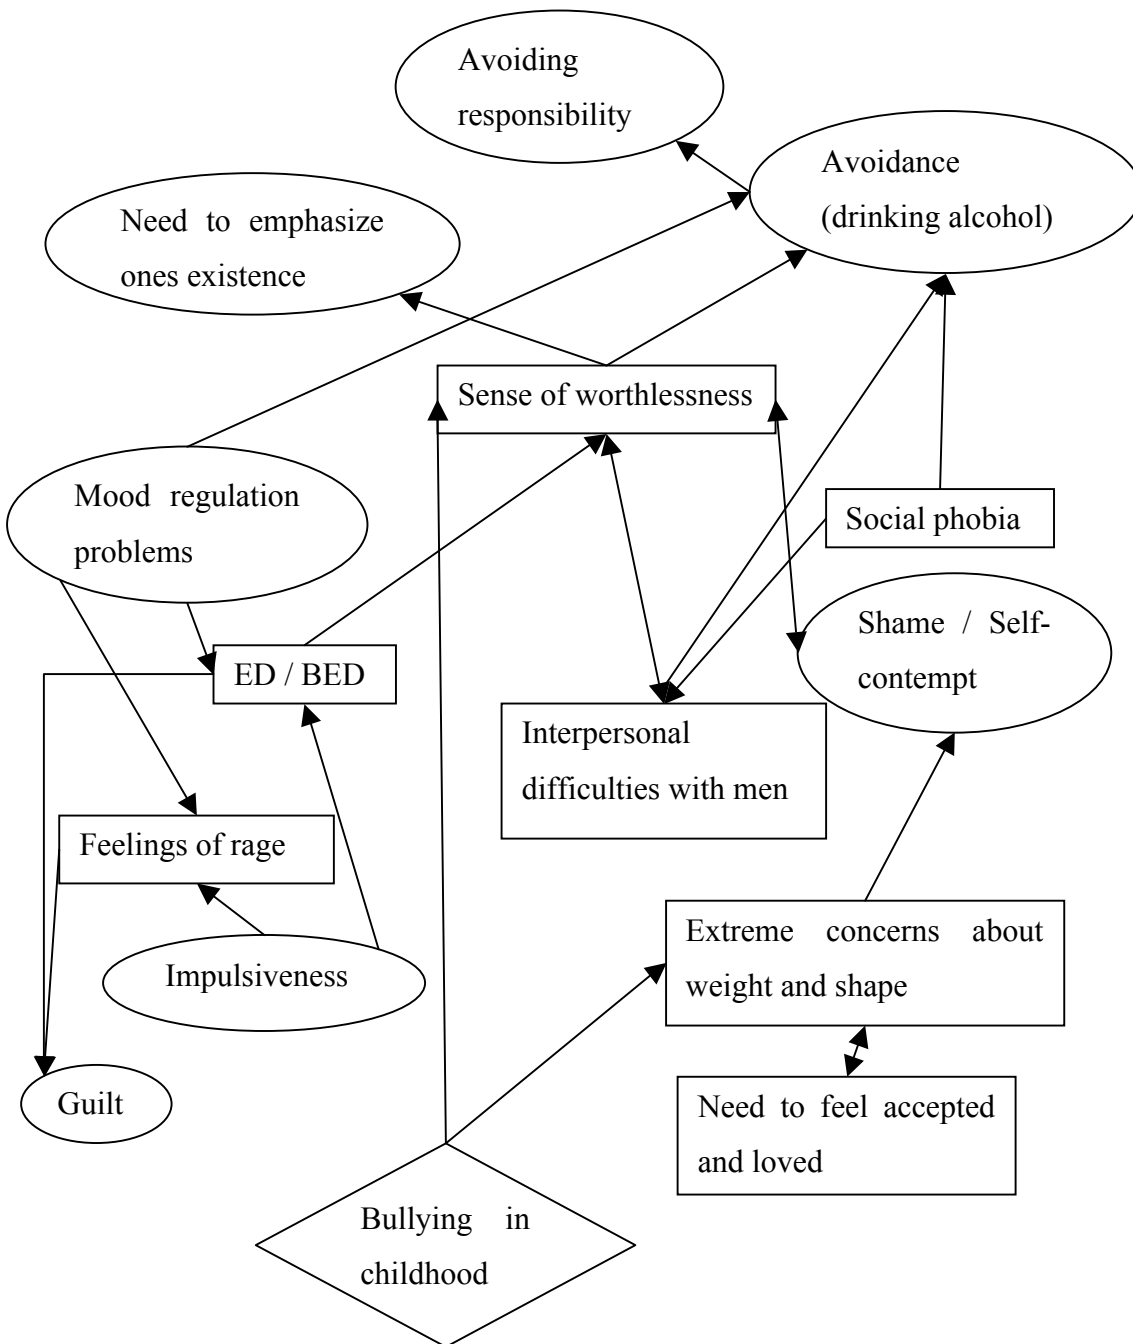 Avoiding
responsibility
Avoidance
(drinking alcohol)
Need to emphasize
ones existence
Sense of worthlessness
Mood regulation
problems
Social phobia
Shame / Self-
contempt
ED / BED
Interpersonal
difficulties with men
Feelings of rage
Extreme concerns about
weight and shape
Impulsiveness
Guilt
Need to feel accepted
and loved
Bullying in
childhood